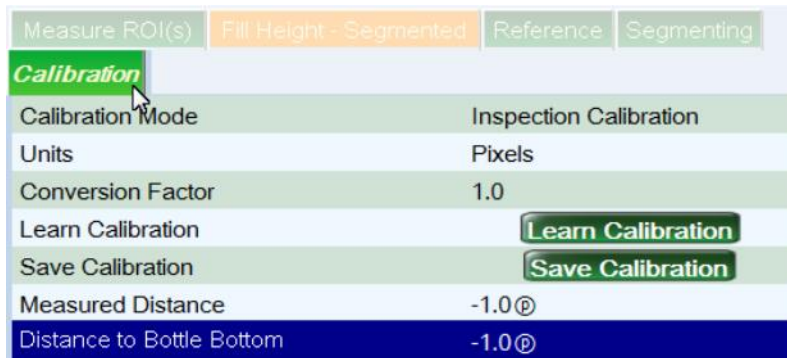 Measure ROI(s) Fill Height - Segmented Reference Segmenting
Calibration
Calibration Mode Inspection Calibration
Units Pixels
Conversion Factor 1.0
Learn Calibration Learn Calibration
Save Calibration Save Calibration
Measured Distance -1.0ⓟ
Distance to Bottle Bottom -1.0ⓟ